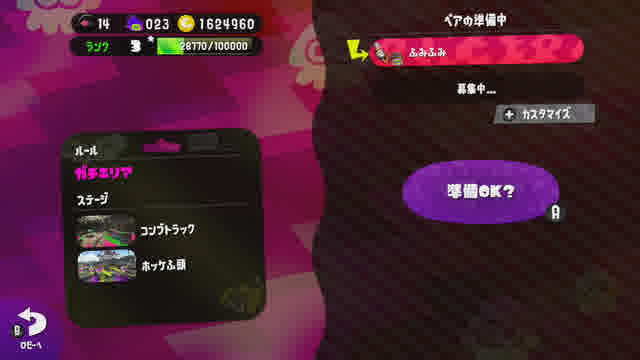 14 023 1624960
ランク 3★ 28770/100000
ペアの準備中
ふみふみ
募集中...
+ カスタマイズ
ルール
ガチホコ
ステージ
コンブトラック
ホッケふ頭
準備OK?
A
B
ロビーへ